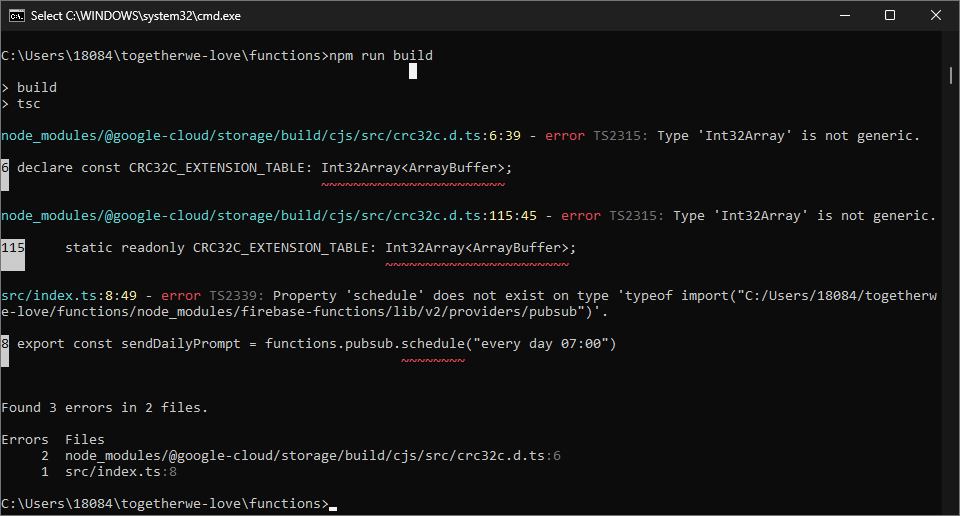 Select C:\WINDOWS\system32\cmd.exe
C:\Users\18084\togetherwe-love\functions>npm run build
> build
> tsc
node_modules/@google-cloud/storage/build/cjs/src/crc32c.d.ts:6:39 - error TS2315: Type 'Int32Array' is not generic.
6 declare const CRC32C_EXTENSION_TABLE: Int32Array<ArrayBuffer>;
~~~~~~~~~~~~~~~~~~~~~~~
node_modules/@google-cloud/storage/build/cjs/src/crc32c.d.ts:115:45 - error TS2315: Type 'Int32Array' is not generic.
115     static readonly CRC32C_EXTENSION_TABLE: Int32Array<ArrayBuffer>;
~~~~~~~~~~~~~~~~~~~~~~~
src/index.ts:8:49 - error TS2339: Property 'schedule' does not exist on type 'typeof import("C:/Users/18084/togetherw
e-love/functions/node_modules/firebase-functions/lib/v2/providers/pubsub")'.
8 export const sendDailyPrompt = functions.pubsub.schedule("every day 07:00")
~~~~~~~~
Found 3 errors in 2 files.
Errors  Files
2  node_modules/@google-cloud/storage/build/cjs/src/crc32c.d.ts:6
1  src/index.ts:8
C:\Users\18084\togetherwe-love\functions>